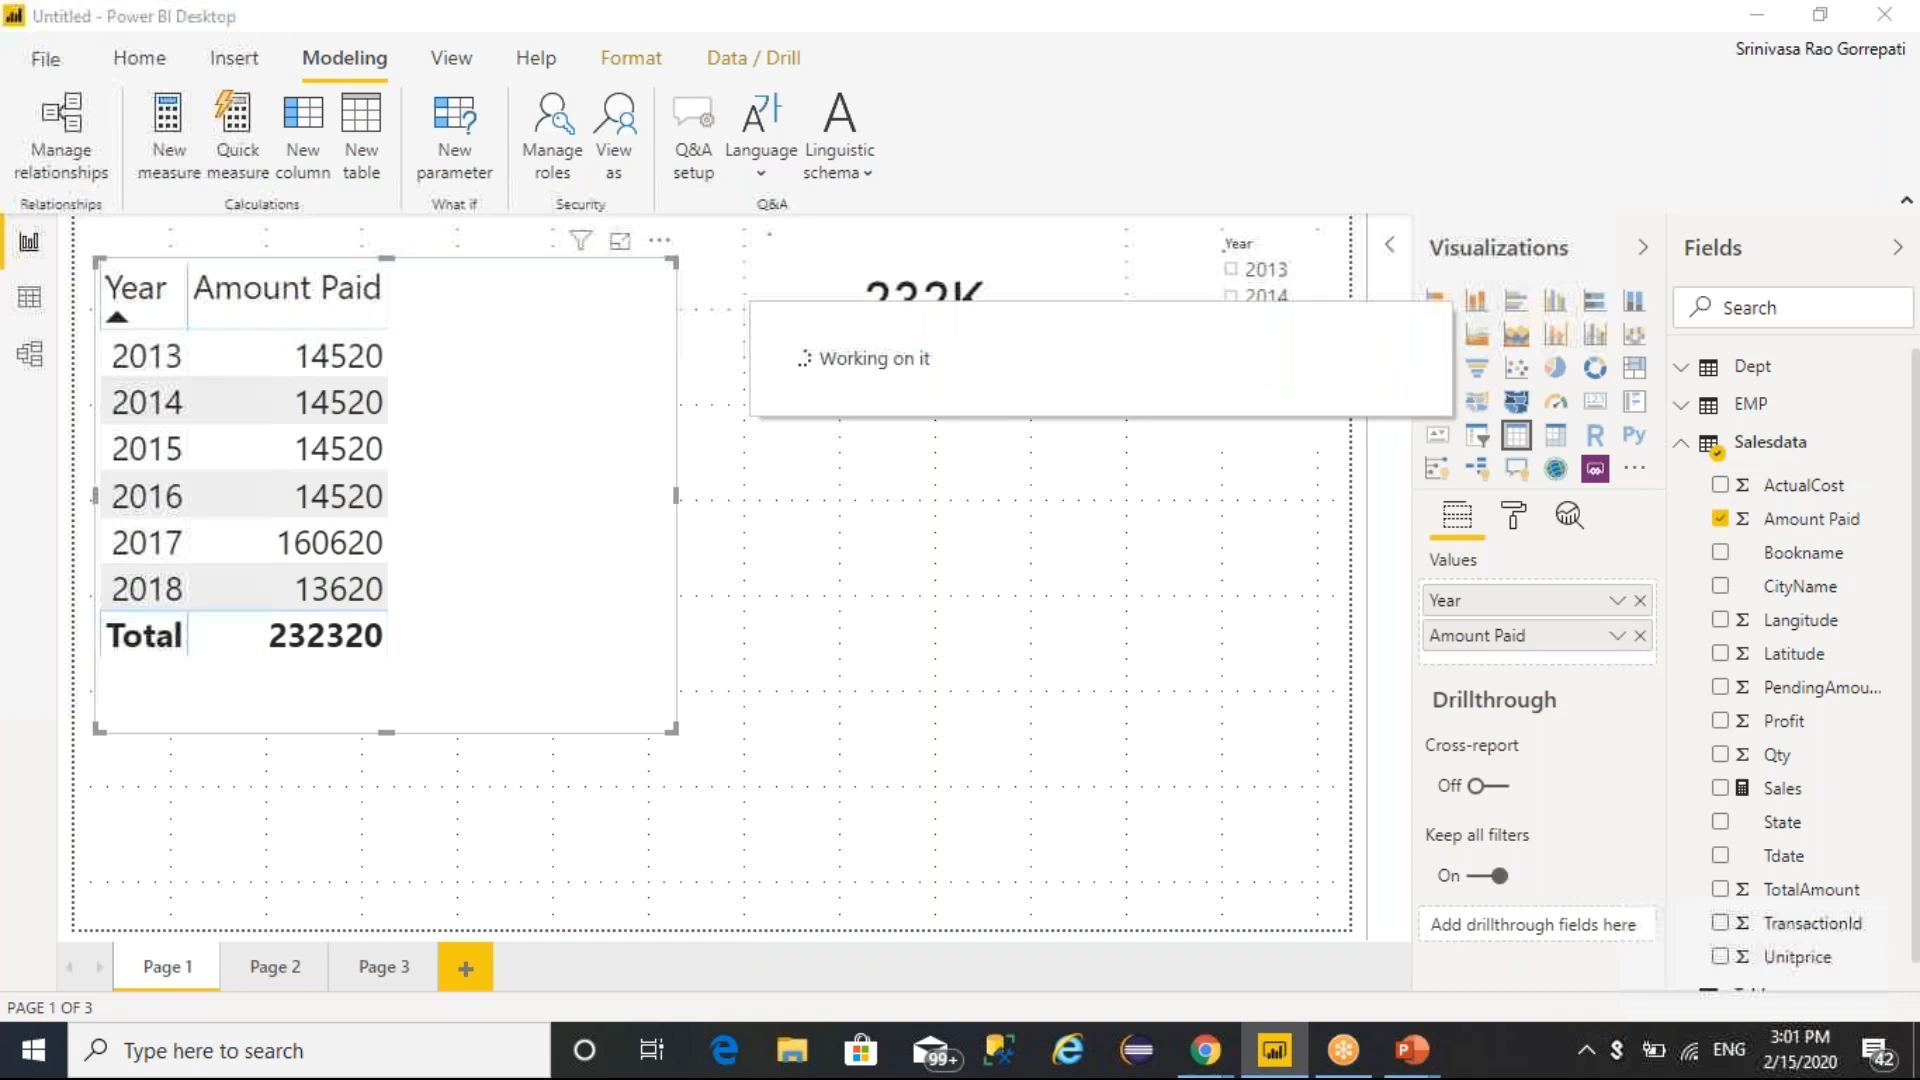 Untitled - Power BI Desktop
Srinivasa Rao Gorrepati
File Home Insert Modeling View Help Format Data / Drill
Manage relationships
New measure
Quick measure
New column
New table
New parameter
Manage roles
View as
Q&A setup
Language
Linguistic schema
Relationships Calculations What if Security Q&A
Year Amount Paid
2013 14520
2014 14520
2015 14520
2016 14520
2017 160620
2018 13620
Total 232320
232K
Year
2013
2014
Working on it
Visualizations
Values
Year
Amount Paid
Drillthrough
Cross-report
Off
Keep all filters
On
Add drillthrough fields here
Fields
Search
Dept
EMP
Salesdata
ActualCost
Amount Paid
Bookname
CityName
Langitude
Latitude
PendingAmou...
Profit
Qty
Sales
State
Tdate
TotalAmount
TransactionId
Unitprice
Page 1 Page 2 Page 3
PAGE 1 OF 3
Type here to search
99+
ENG
3:01 PM
2/15/2020
42